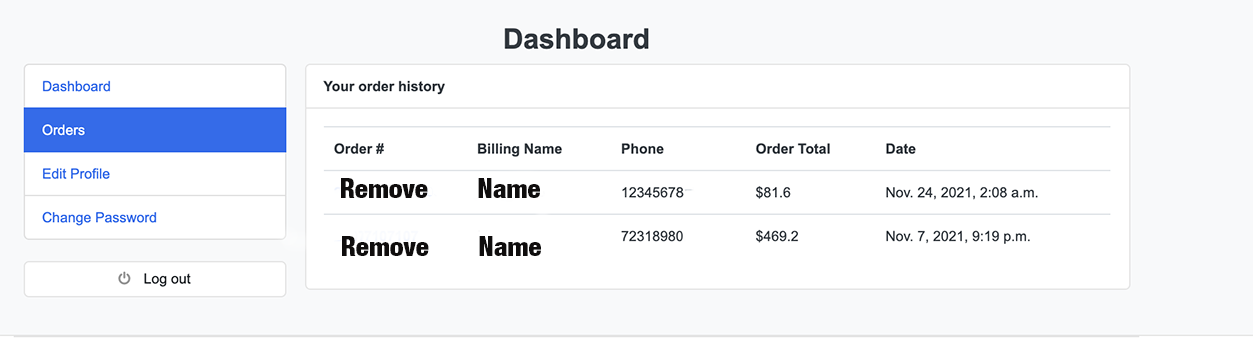 Dashboard
Dashboard
Orders
Edit Profile
Change Password
Log out
Your order history
Order # Billing Name Phone Order Total Date
Remove Name 12345678 $81.6 Nov. 24, 2021, 2:08 a.m.
Remove Name 72318980 $469.2 Nov. 7, 2021, 9:19 p.m.